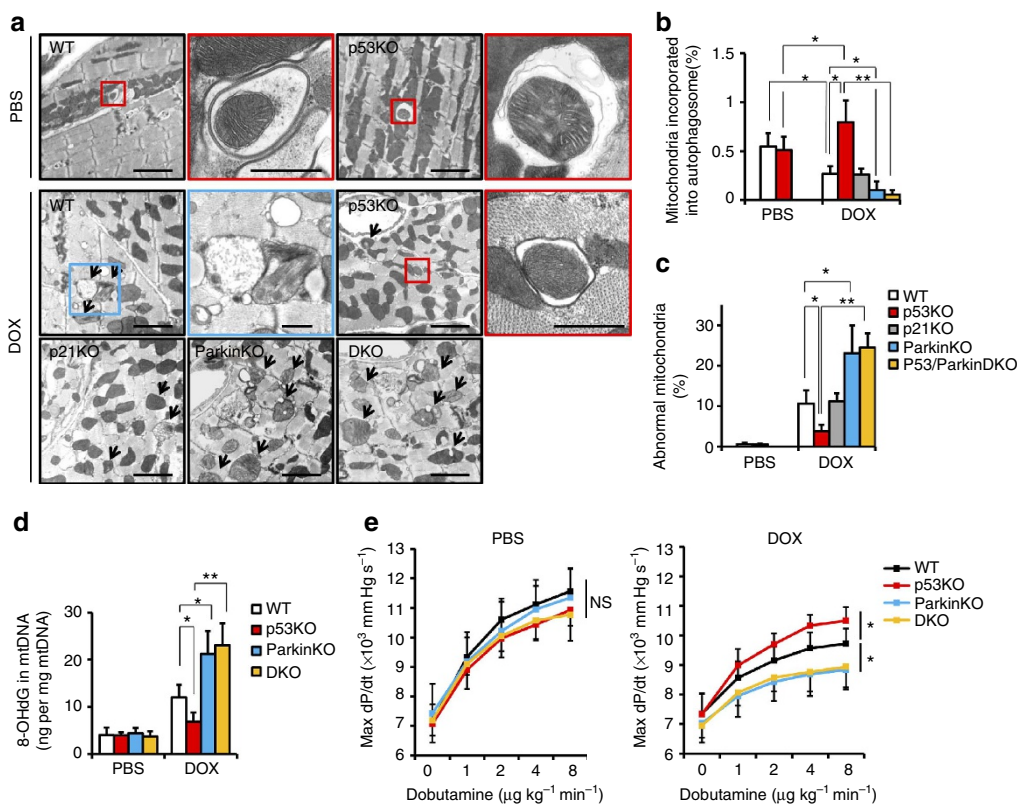 a
PBS
WT
p53KO
DOX
WT
p53KO
p21KO
ParkinKO
DKO
b
Mitochondria incorporated
into autophagosome(%)
1.5
1
0.5
0
*
*
*
*
**
PBS
DOX
c
Abnormal mitochondria
(%)
30
20
10
0
*
*
**
PBS
DOX
WT
p53KO
p21KO
ParkinKO
P53/ParkinDKO
d
8-OHdG in mtDNA
(ng per mg mtDNA)
30
20
10
0
**
*
*
PBS
DOX
WT
p53KO
ParkinKO
DKO
e
PBS
Max dP/dt (×10³ mm Hg s⁻¹)
13
12
11
10
9
8
7
6
NS
0 1 2 4 8
Dobutamine (μg kg⁻¹ min⁻¹)
DOX
Max dP/dt (×10³ mm Hg s⁻¹)
13
12
11
10
9
8
7
6
*
*
0 1 2 4 8
Dobutamine (μg kg⁻¹ min⁻¹)
WT
p53KO
ParkinKO
DKO